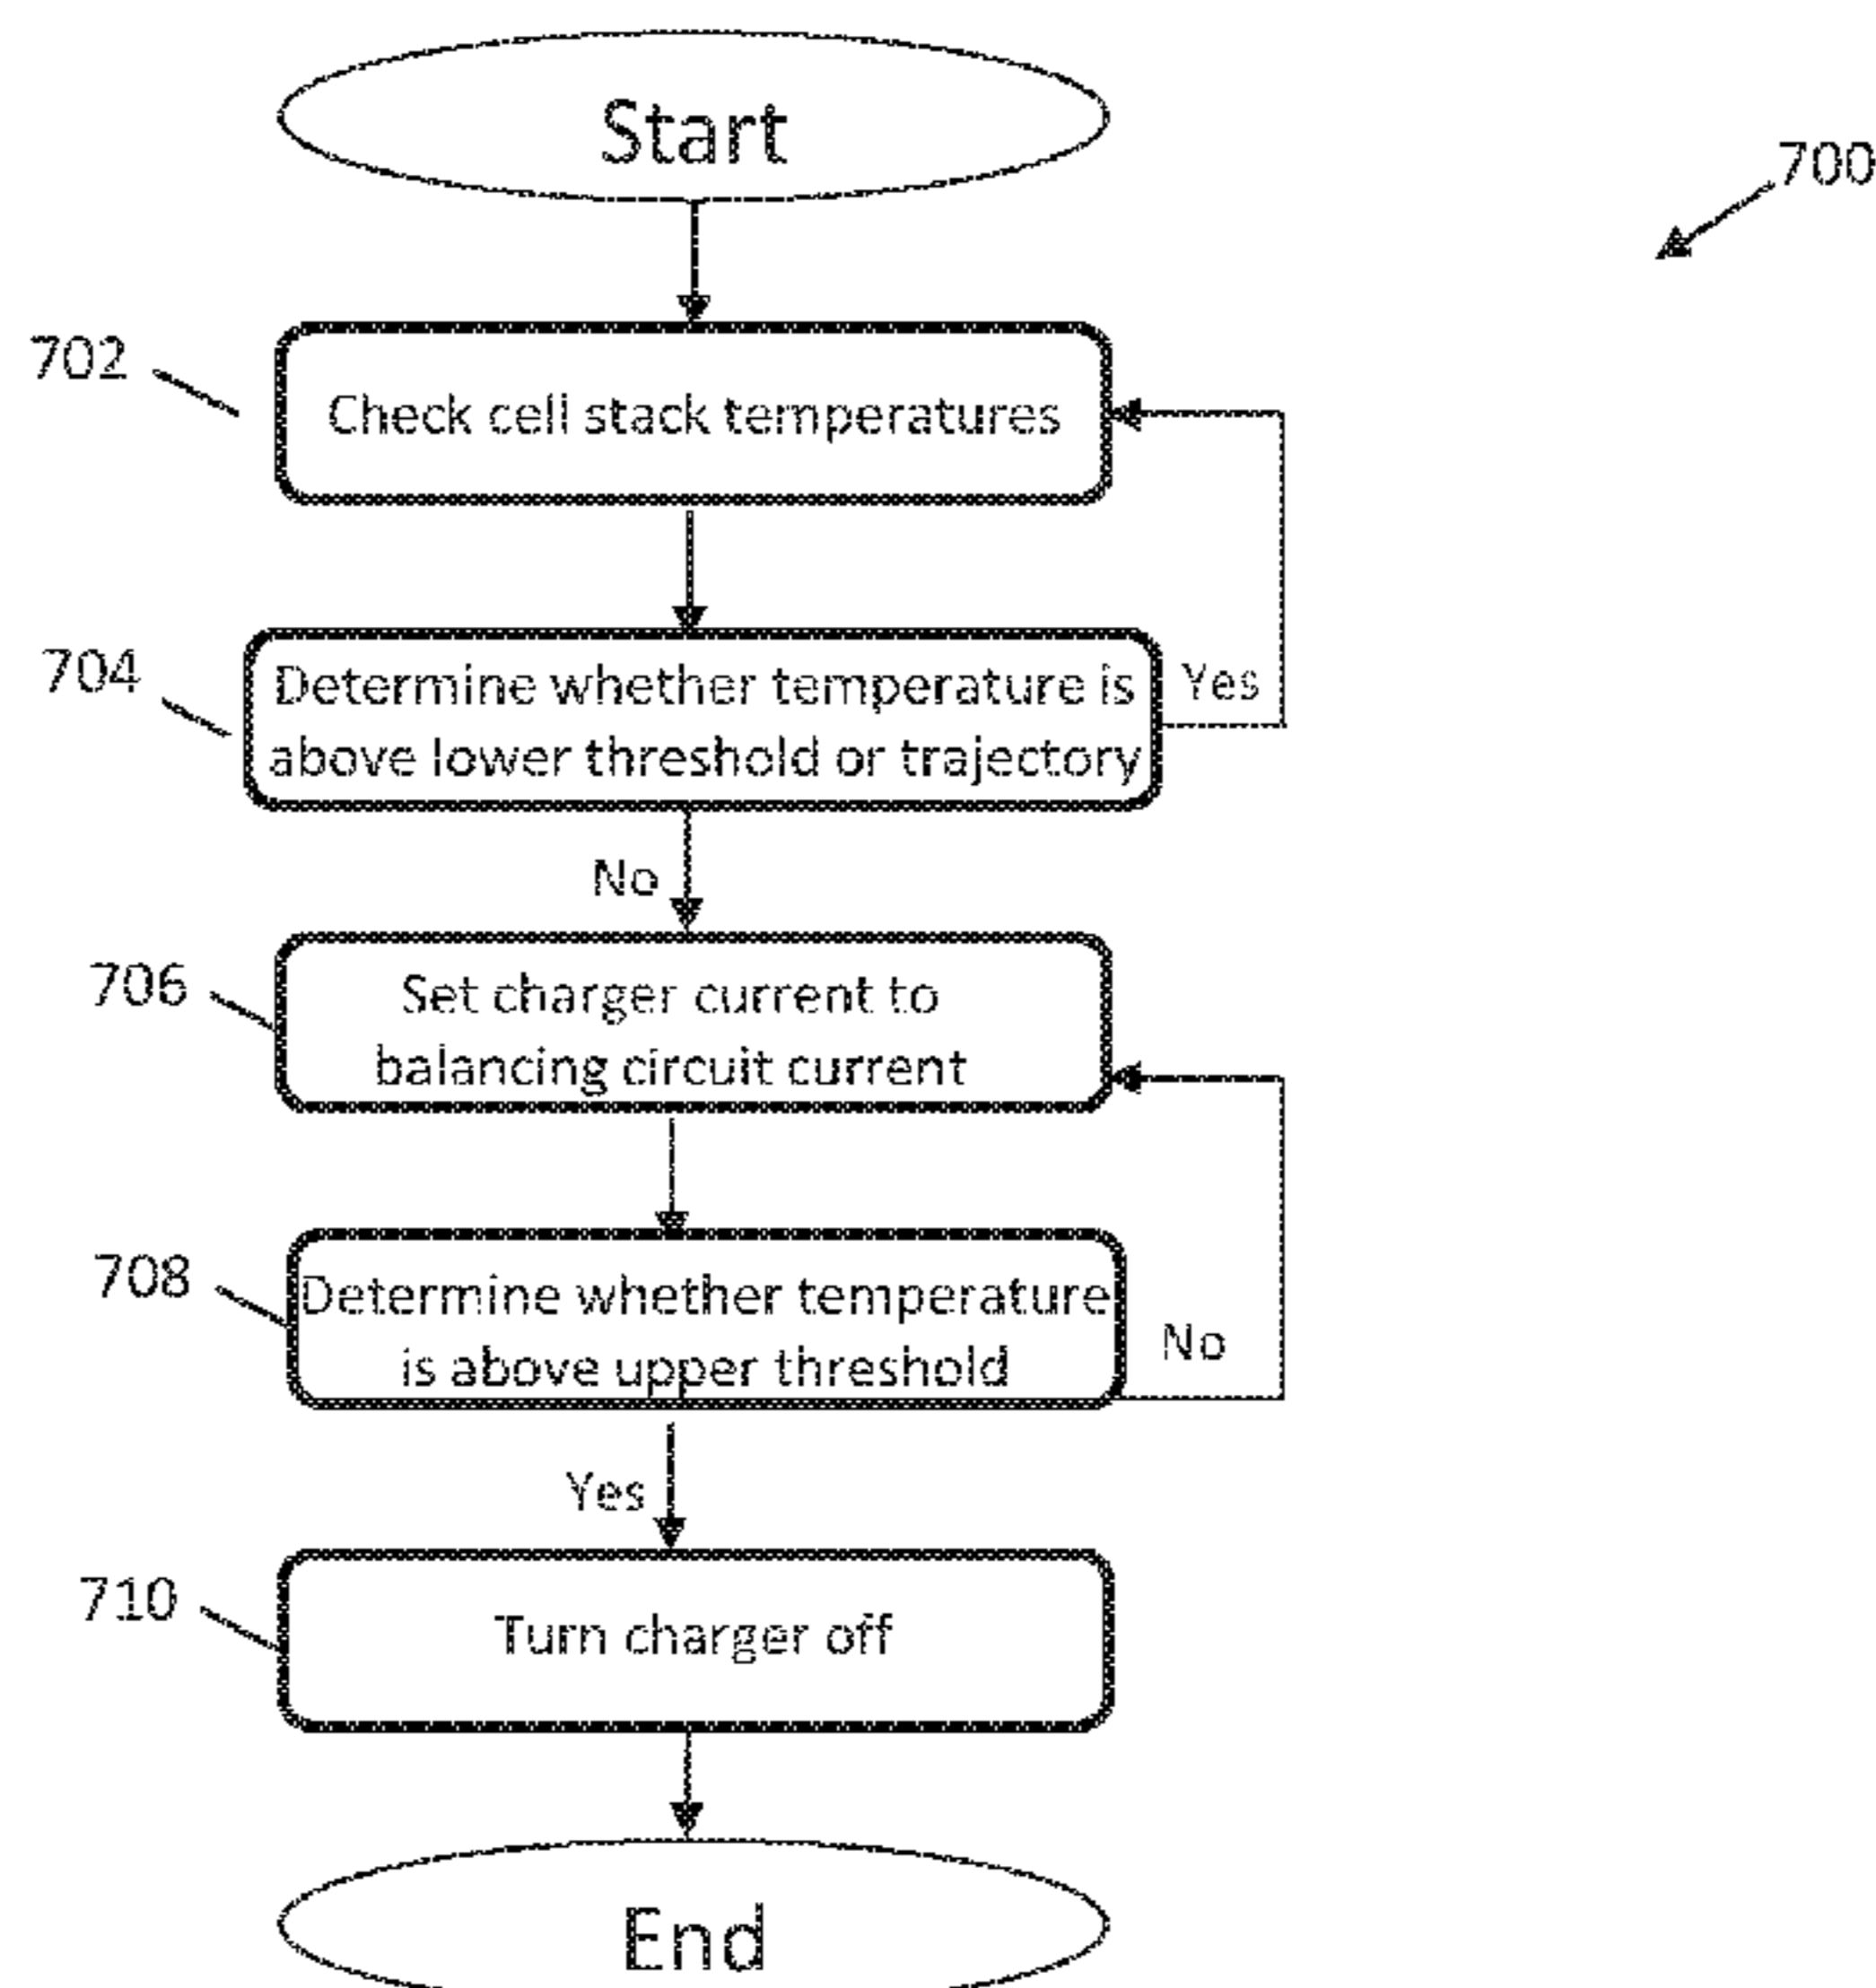 Start
700
702
Check cell stack temperatures
704
Determine whether temperature is
above lower threshold or trajectory
Yes
No
706
Set charger current to
balancing circuit current
708
Determine whether temperature
is above upper threshold
No
Yes
710
Turn charger off
End